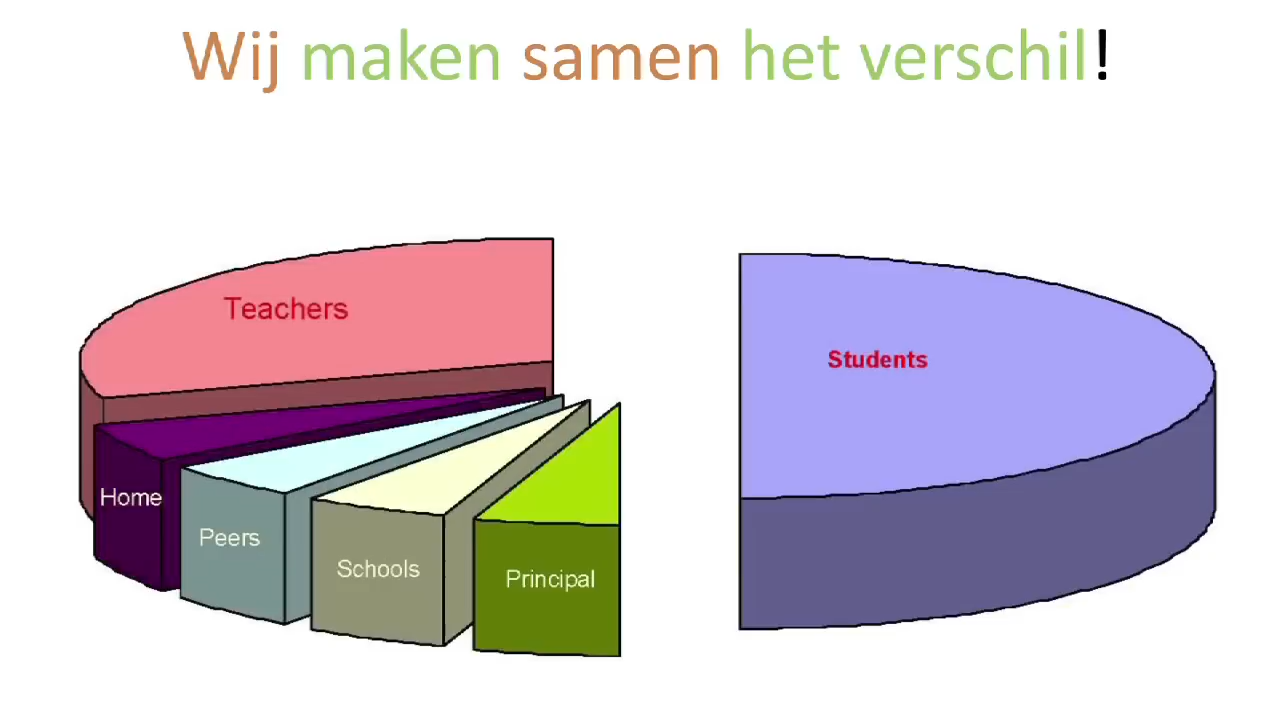 Wij maken samen het verschil!
Teachers
Students
Home
Peers
Schools
Principal